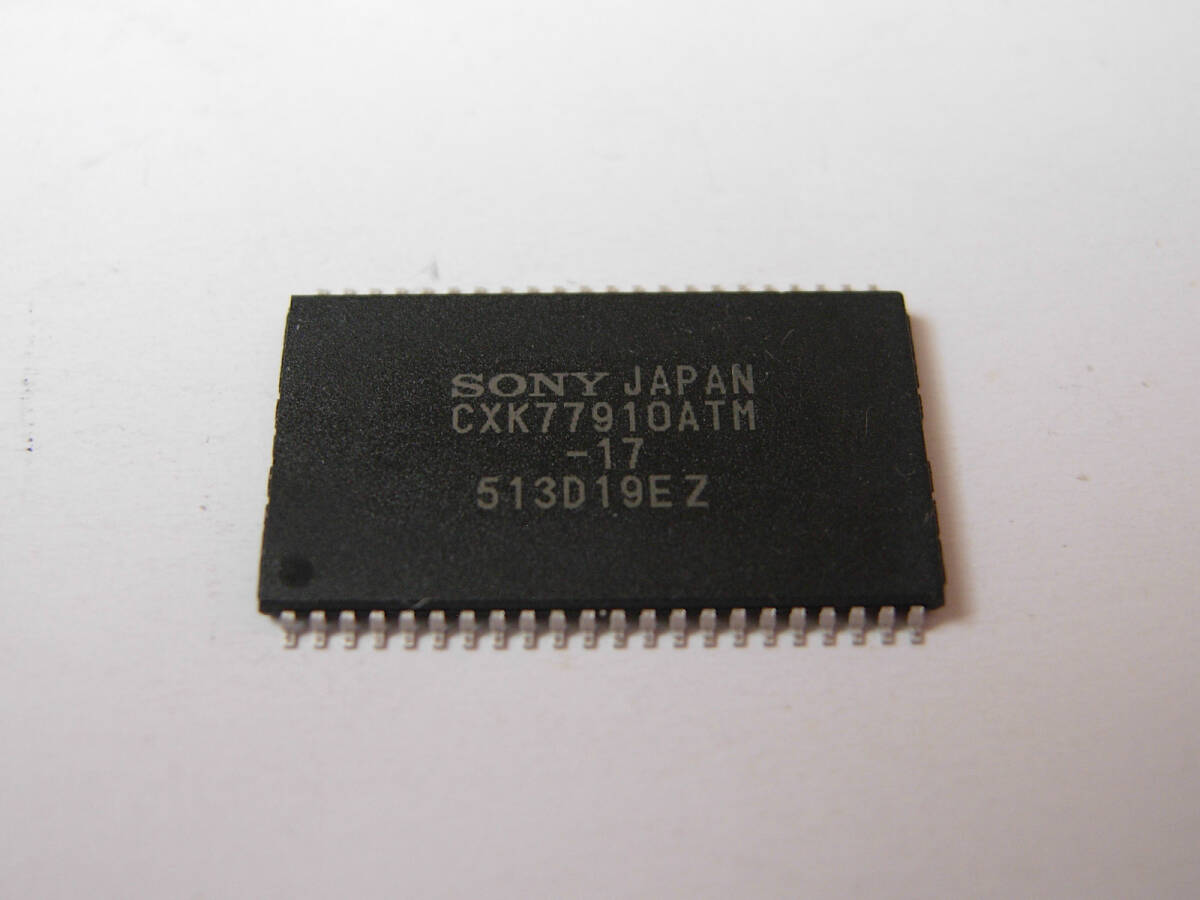 SONY JAPAN
CXK77910ATM
-17
513D19EZ